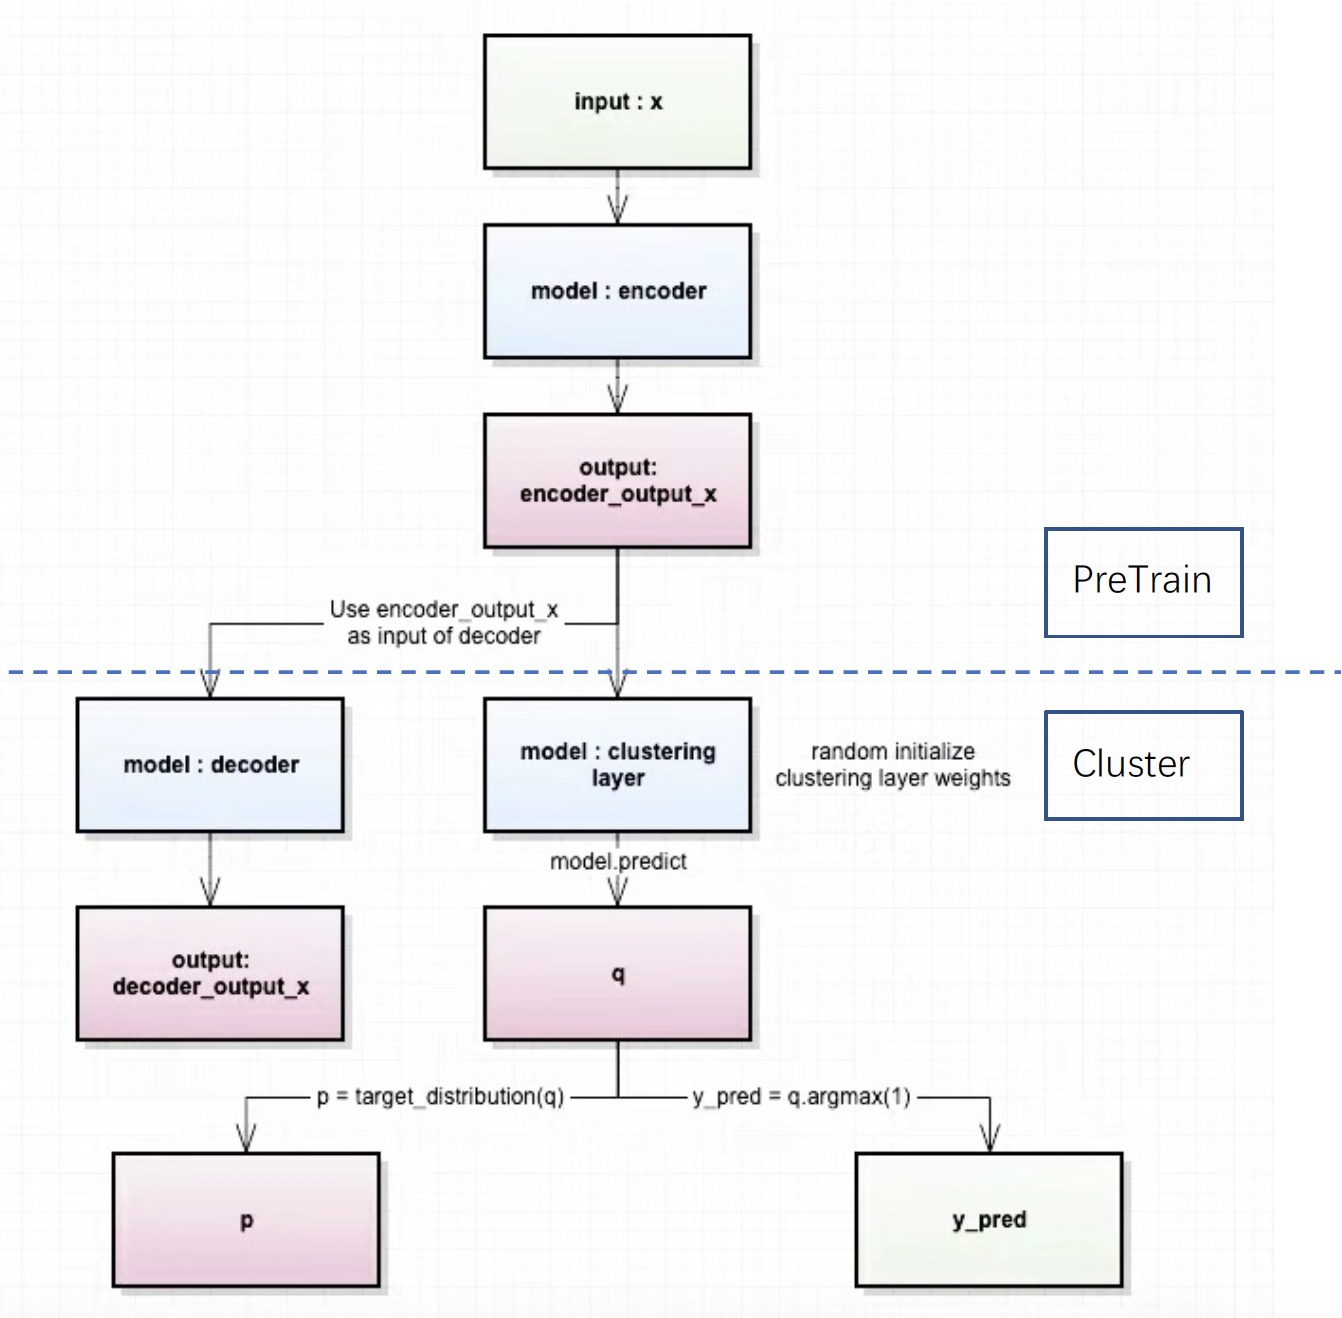 input : x
model : encoder
output:
encoder_output_x
PreTrain
Use encoder_output_x
as input of decoder
model : decoder
model : clustering
layer
random initialize
clustering layer weights
Cluster
model.predict
output:
decoder_output_x
q
p = target_distribution(q)
y_pred = q.argmax(1)
p
y_pred